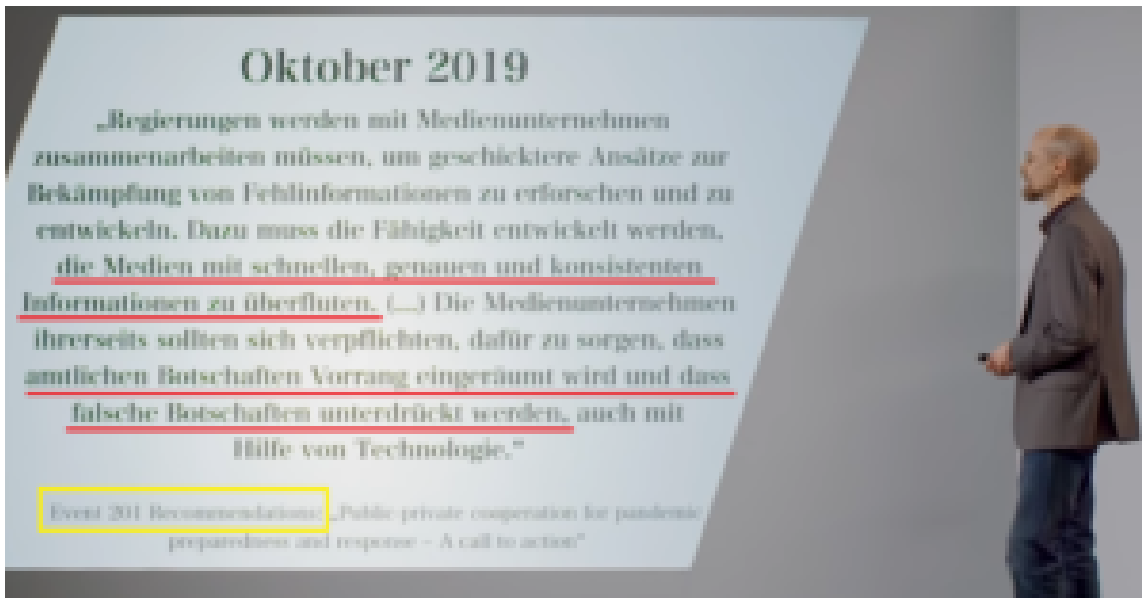 Oktober 2019
„Regierungen werden mit Medienunternehmen
zusammenarbeiten müssen, um geschicktere Ansätze zur
Bekämpfung von Fehlinformationen zu erforschen und zu
entwickeln. Dazu muss die Fähigkeit entwickelt werden,
die Medien mit schnellen, genauen und konsistenten
Informationen zu überfluten. (...) Die Medienunternehmen
ihrerseits sollten sich verpflichten, dafür zu sorgen, dass
amtlichen Botschaften Vorrang eingeräumt wird und dass
falsche Botschaften unterdrückt werden, auch mit
Hilfe von Technologie.“
Event 201 Recommendations: „Public-private cooperation for pandemic
preparedness and response – A call to action“